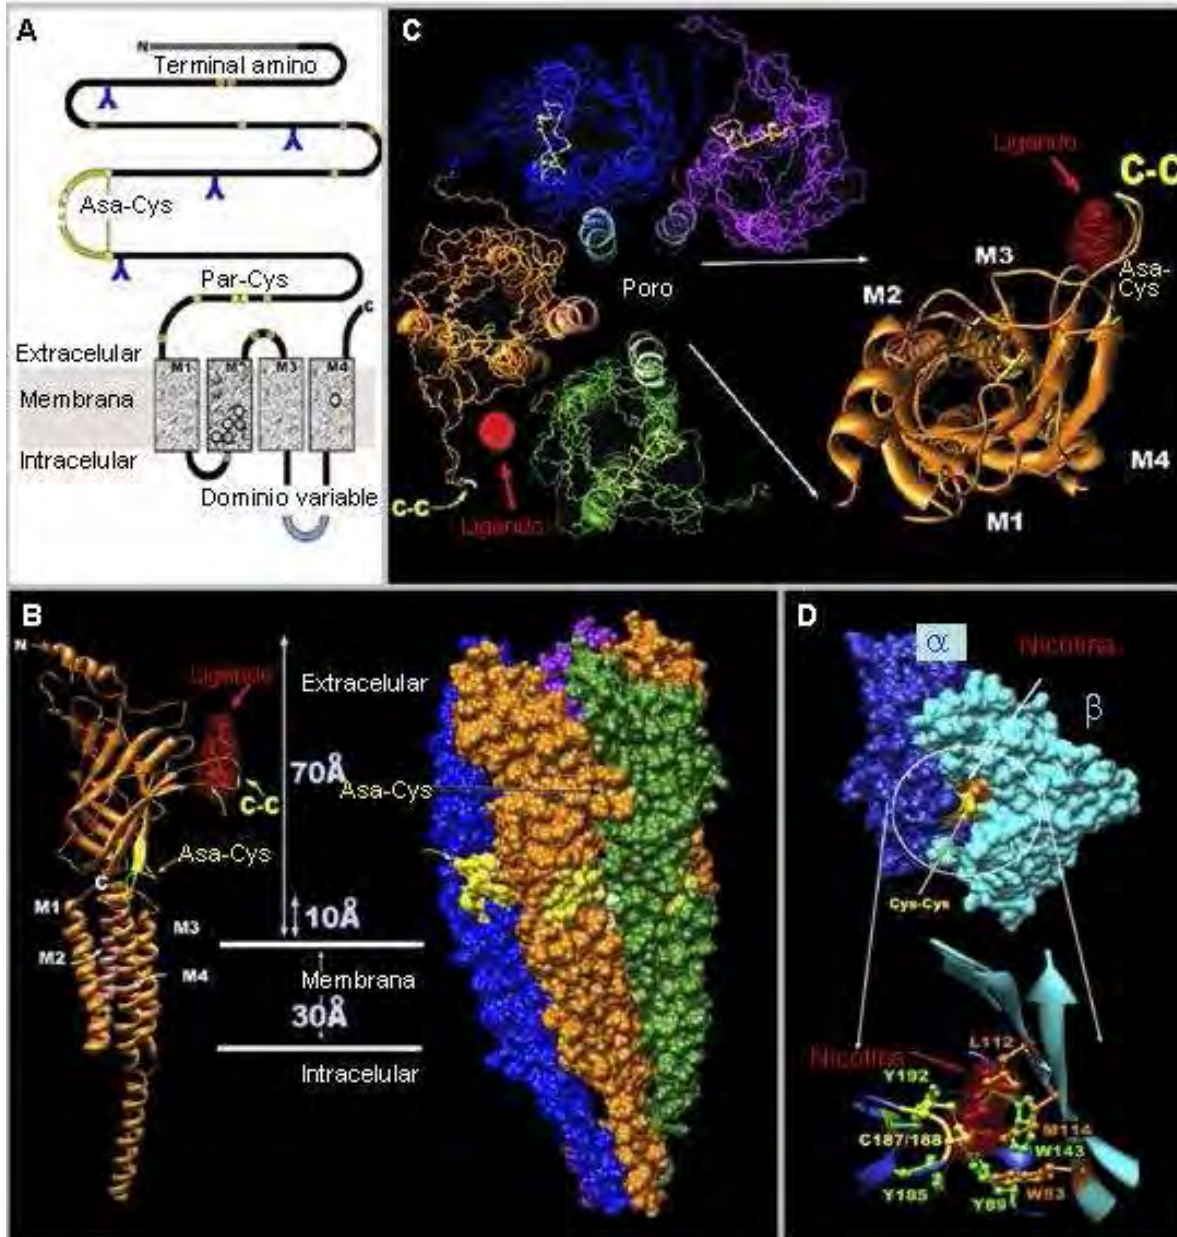 A
N
Terminal amino
Asa-Cys
Par-Cys
C
Extracelular
M1
M3
M4
Membrana
Intracelular
Dominio variable
C
Poro
C-C
Ligando
Ligando
C-C
Asa-
Cys
M3
M2
M4
M1
B
N
Ligando
C-C
Asa-Cys
C
M1
M2
M3
M4
Extracelular
70Å
Asa-Cys
10Å
Membrana
30Å
Intracelular
D
α
Nicotina
β
Cys-Cys
L112
Nicotina
Y192
C187/188
M114
W143
Y185
Y89
W53